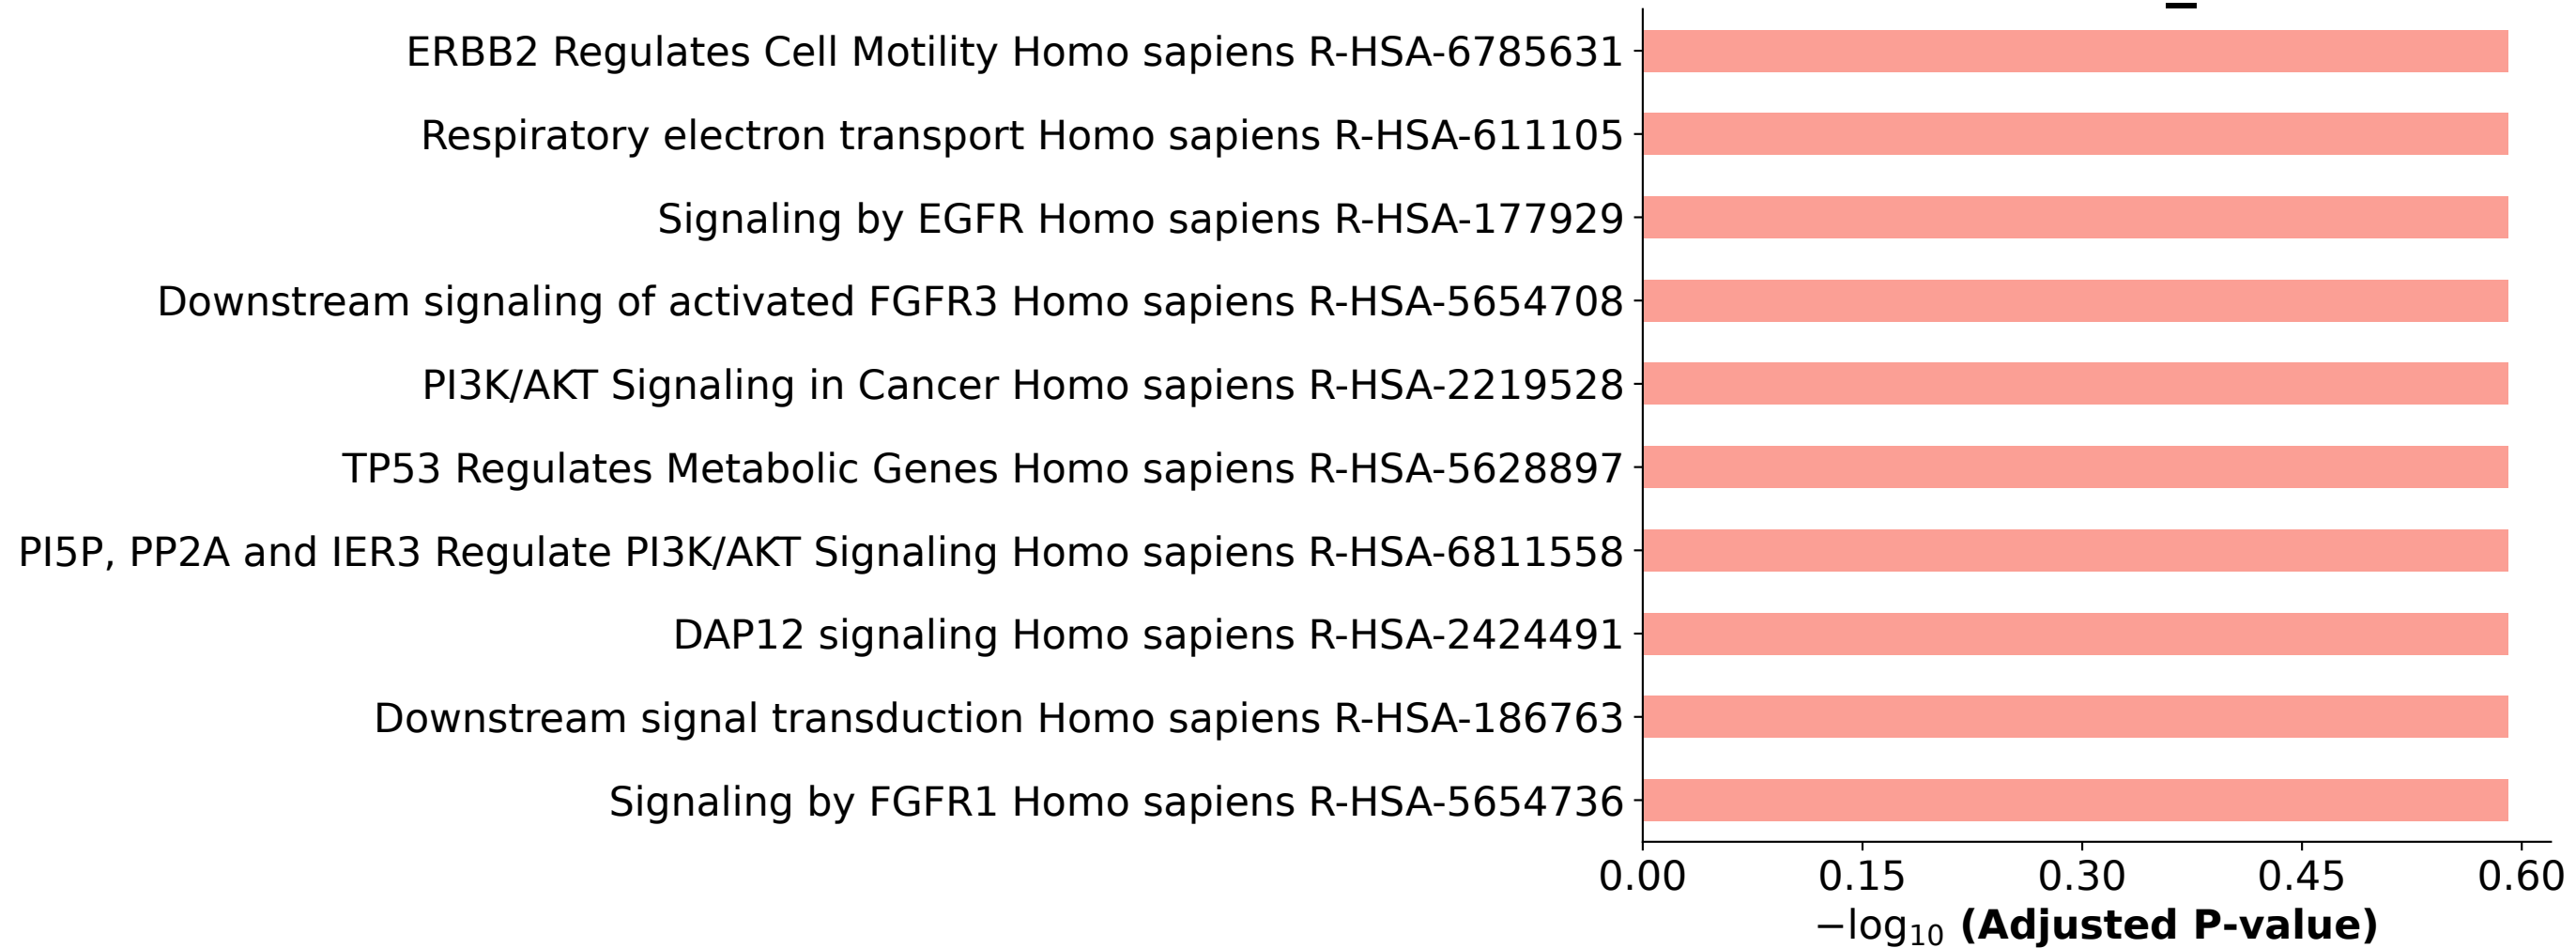 ERBB2 Regulates Cell Motility Homo sapiens R-HSA-6785631
Respiratory electron transport Homo sapiens R-HSA-611105
Signaling by EGFR Homo sapiens R-HSA-177929
Downstream signaling of activated FGFR3 Homo sapiens R-HSA-5654708
PI3K/AKT Signaling in Cancer Homo sapiens R-HSA-2219528
TP53 Regulates Metabolic Genes Homo sapiens R-HSA-5628897
PI5P, PP2A and IER3 Regulate PI3K/AKT Signaling Homo sapiens R-HSA-6811558
DAP12 signaling Homo sapiens R-HSA-2424491
Downstream signal transduction Homo sapiens R-HSA-186763
Signaling by FGFR1 Homo sapiens R-HSA-5654736
0.00 0.15 0.30 0.45 0.60
−log₁₀ (Adjusted P-value)